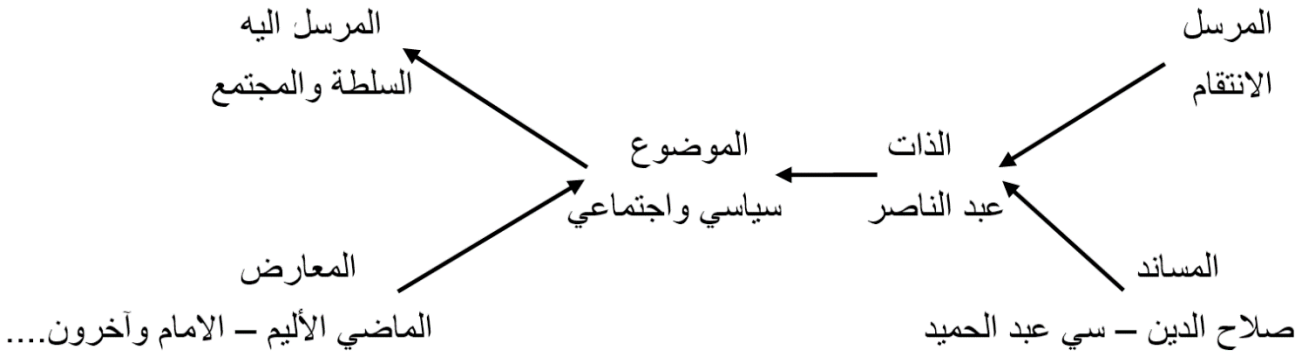 المرسل
الانتقام
المرسل اليه
السلطة والمجتمع
الذات
عبد الناصر
الموضوع
سياسي واجتماعي
المساند
صلاح الدين – سي عبد الحميد
المعارض
الماضي الأليم – الامام وآخرون....